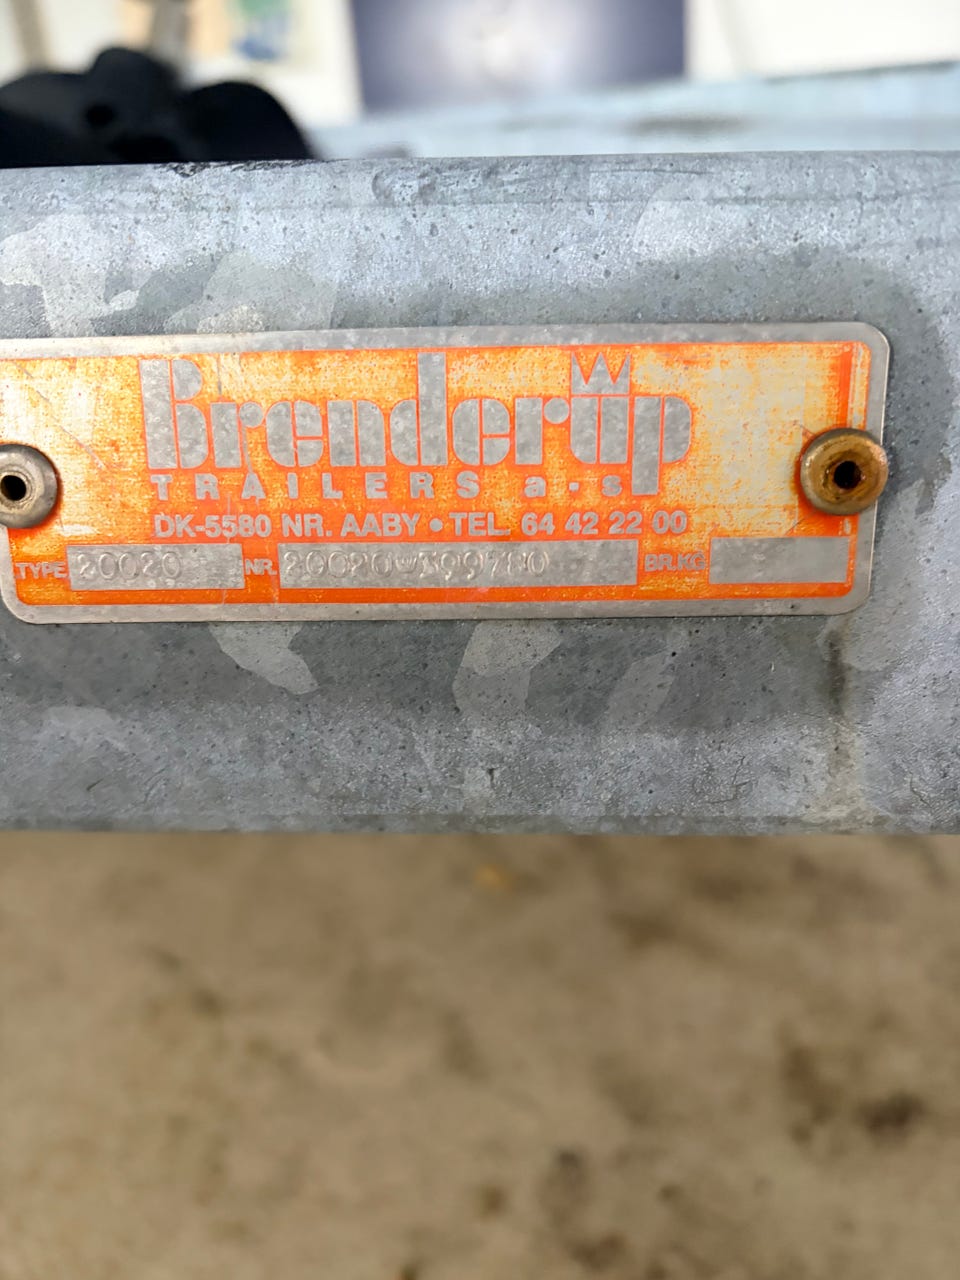 Brenderup
TRAILERS a-s
DK-5580 NR. AABY • TEL. 64 42 22 00
TYPE 20020 NR. BR.KG